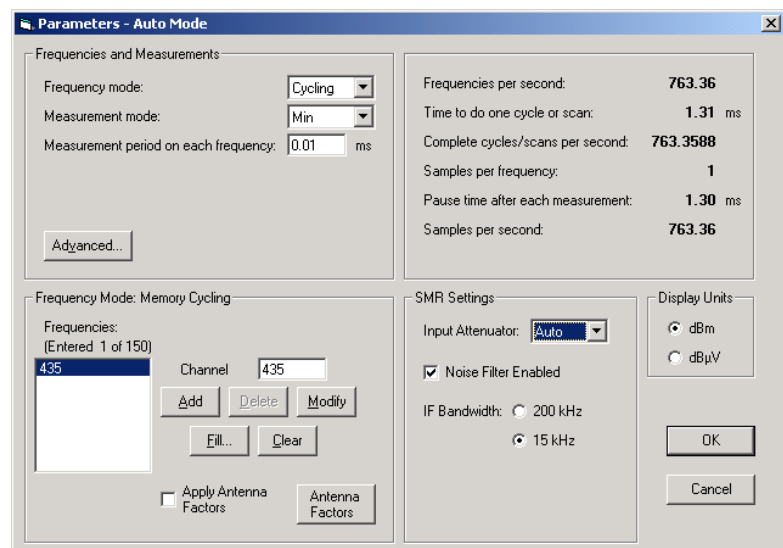 Parameters - Auto Mode
Frequencies and Measurements
Frequency mode: Cycling
Measurement mode: Min
Measurement period on each frequency: 0.01 ms
Advanced...
Frequencies per second: 763.36
Time to do one cycle or scan: 1.31 ms
Complete cycles/scans per second: 763.3588
Samples per frequency: 1
Pause time after each measurement: 1.30 ms
Samples per second: 763.36
Frequency Mode: Memory Cycling
Frequencies:
(Entered 1 of 150)
435
Channel 435
Add Delete Modify
Fill... Clear
Apply Antenna
Factors
Antenna
Factors
SMR Settings
Input Attenuator: Auto
Noise Filter Enabled
IF Bandwidth: 200 kHz
15 kHz
Display Units
dBm
dBµV
OK
Cancel